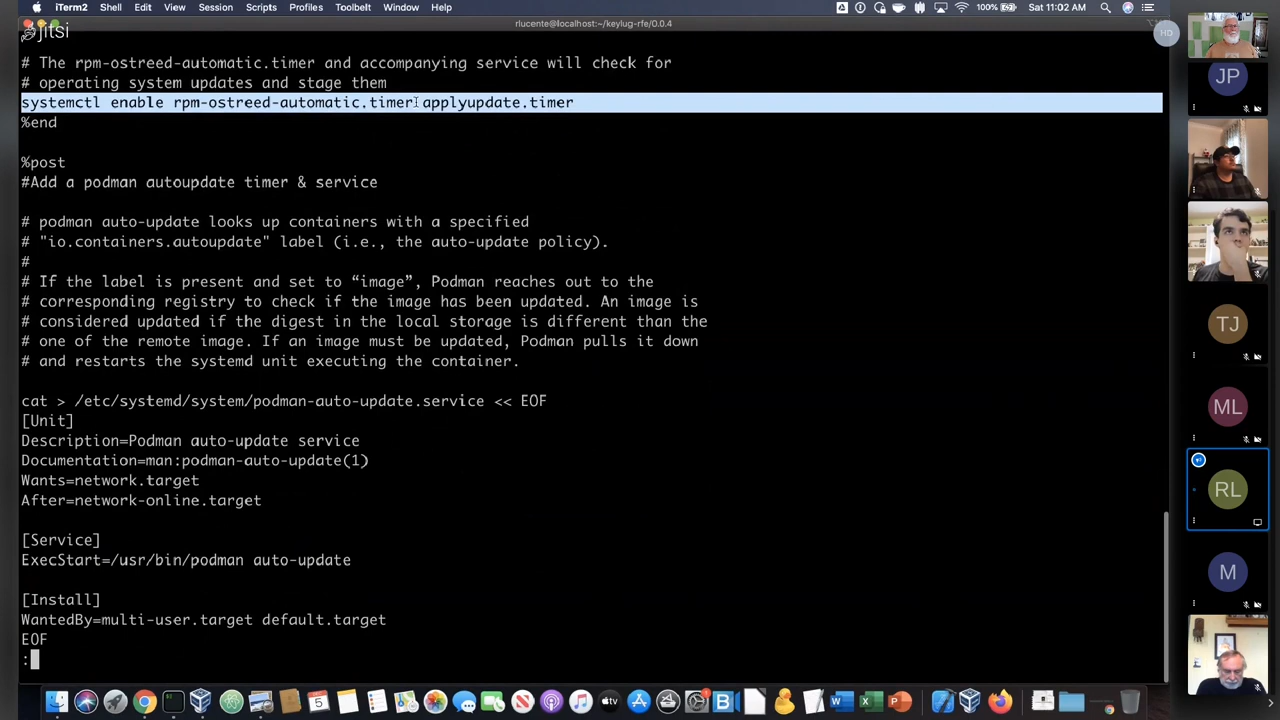 iTerm2 Shell Edit View Session Scripts Profiles Toolbelt Window Help 100% Sat 11:02 AM
Jitsi
rlucente@localhost:~/keylug-rfe/0.0.4
HD
# The rpm-ostreed-automatic.timer and accompanying service will check for
# operating system updates and stage them
systemctl enable rpm-ostreed-automatic.timer applyupdate.timer
%end
%post
#Add a podman autoupdate timer & service
# podman auto-update looks up containers with a specified
# "io.containers.autoupdate" label (i.e., the auto-update policy).
#
# If the label is present and set to “image”, Podman reaches out to the
# corresponding registry to check if the image has been updated. An image is
# considered updated if the digest in the local storage is different than the
# one of the remote image. If an image must be updated, Podman pulls it down
# and restarts the systemd unit executing the container.
cat > /etc/systemd/system/podman-auto-update.service << EOF
[Unit]
Description=Podman auto-update service
Documentation=man:podman-auto-update(1)
Wants=network.target
After=network-online.target
[Service]
ExecStart=/usr/bin/podman auto-update
[Install]
WantedBy=multi-user.target default.target
EOF
:
JP
TJ
ML
RL
M